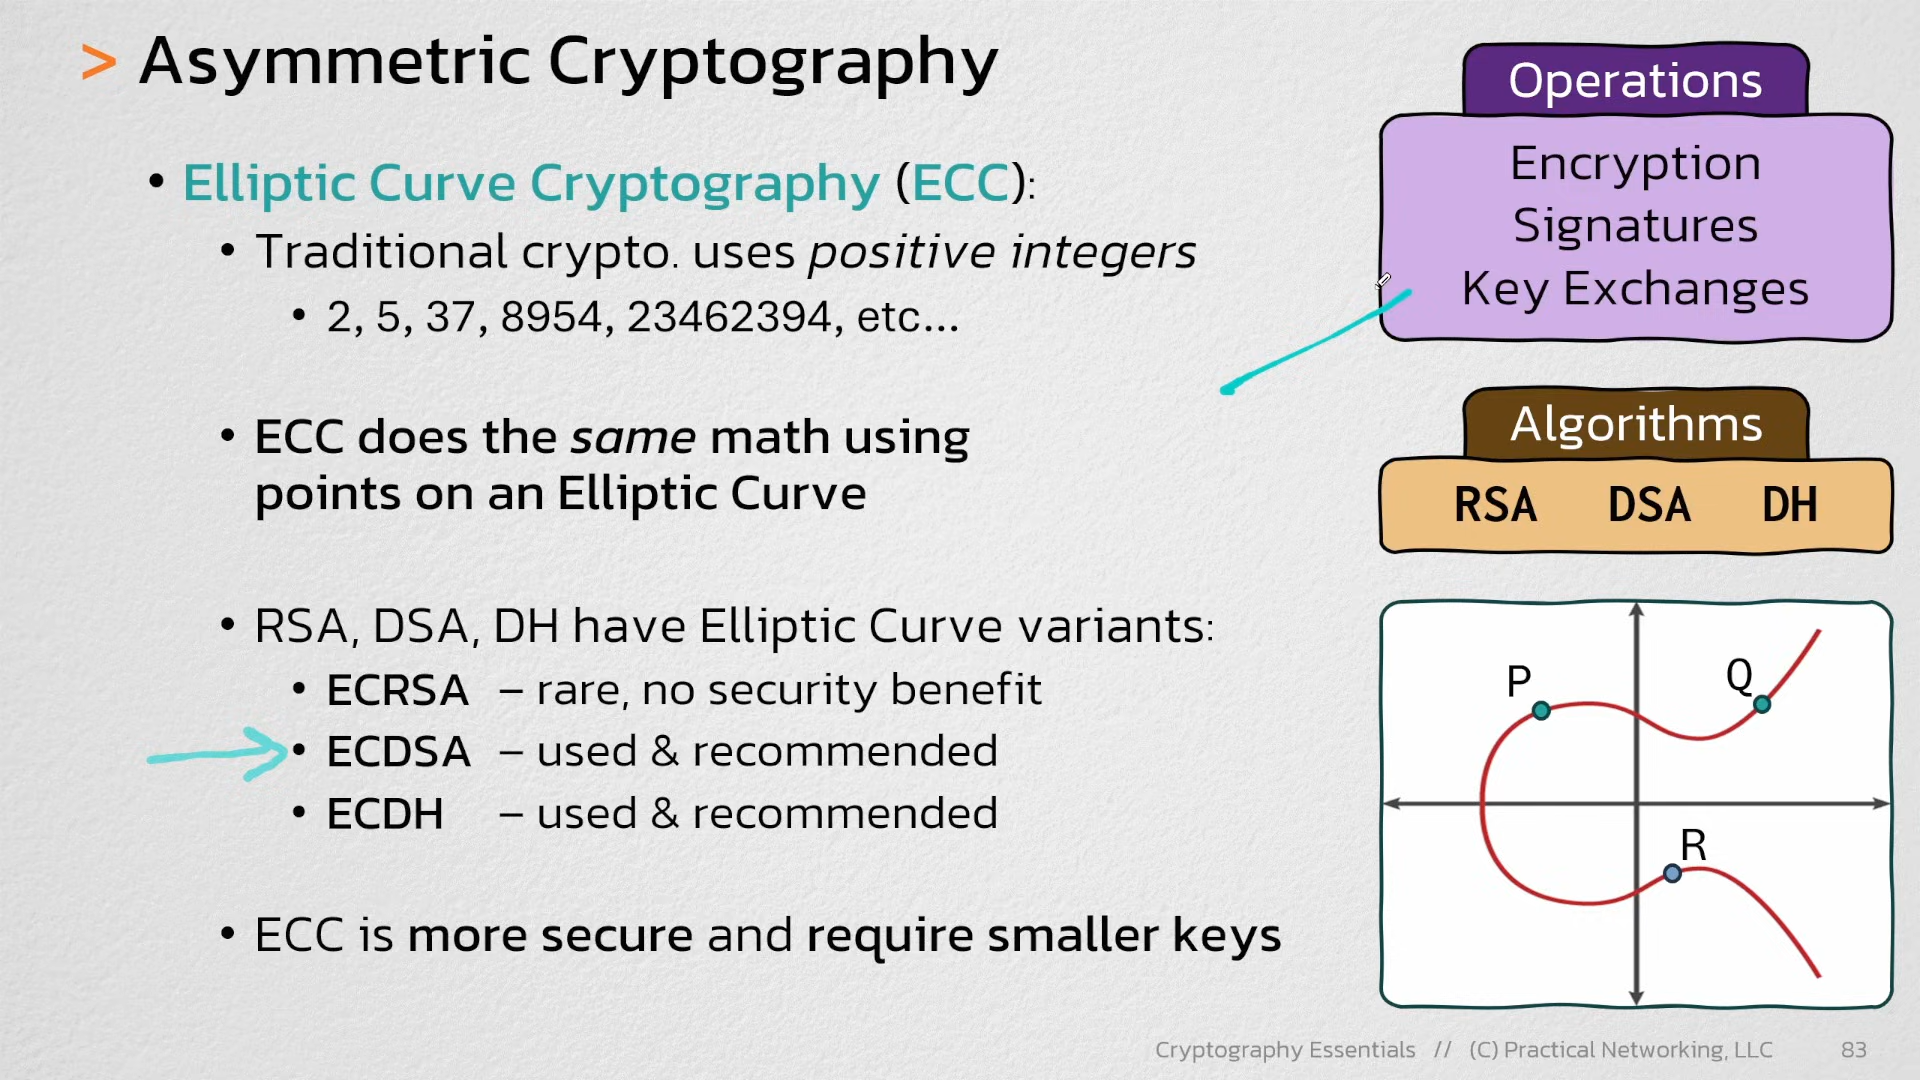 > Asymmetric Cryptography
• Elliptic Curve Cryptography (ECC):
• Traditional crypto. uses positive integers
• 2, 5, 37, 8954, 23462394, etc...
• ECC does the same math using
points on an Elliptic Curve
• RSA, DSA, DH have Elliptic Curve variants:
• ECRSA – rare, no security benefit
• ECDSA – used & recommended
• ECDH – used & recommended
• ECC is more secure and require smaller keys
Operations
Encryption
Signatures
Key Exchanges
Algorithms
RSA DSA DH
P
Q
R
Cryptography Essentials // (C) Practical Networking, LLC 83